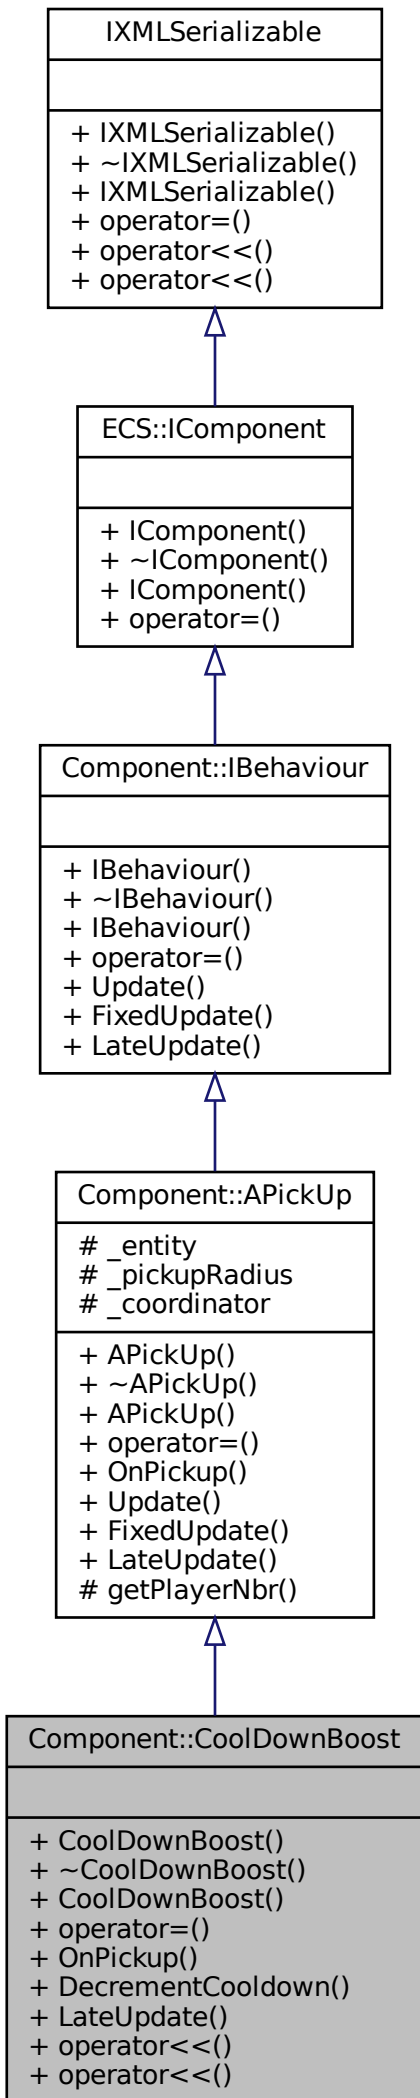 IXMLSerializable
+ IXMLSerializable()
+ ~IXMLSerializable()
+ IXMLSerializable()
+ operator=()
+ operator<<()
+ operator<<()
ECS::IComponent
+ IComponent()
+ ~IComponent()
+ IComponent()
+ operator=()
Component::IBehaviour
+ IBehaviour()
+ ~IBehaviour()
+ IBehaviour()
+ operator=()
+ Update()
+ FixedUpdate()
+ LateUpdate()
Component::APickUp
# _entity
# _pickupRadius
# _coordinator
+ APickUp()
+ ~APickUp()
+ APickUp()
+ operator=()
+ OnPickup()
+ Update()
+ FixedUpdate()
+ LateUpdate()
# getPlayerNbr()
Component::CoolDownBoost
+ CoolDownBoost()
+ ~CoolDownBoost()
+ CoolDownBoost()
+ operator=()
+ OnPickup()
+ DecrementCooldown()
+ LateUpdate()
+ operator<<()
+ operator<<()